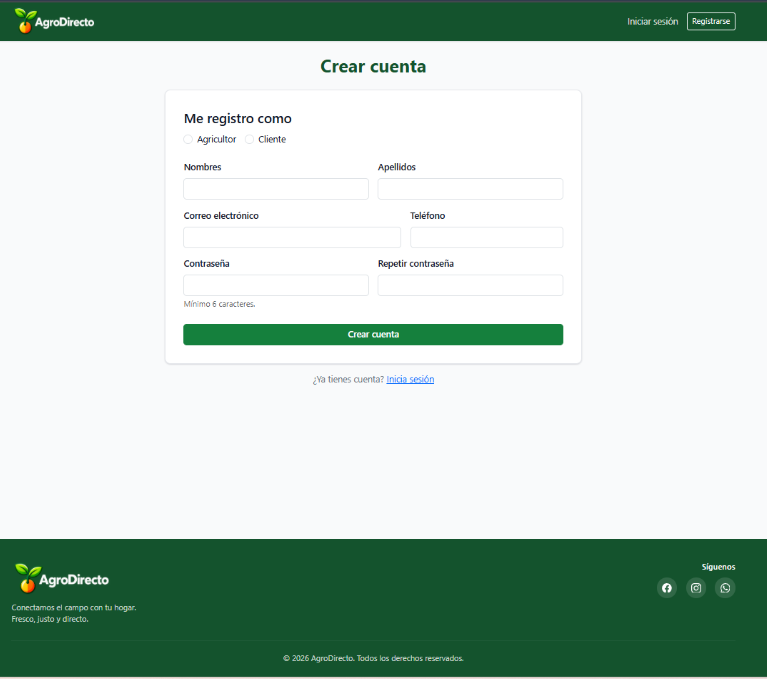 AgroDirecto
Iniciar sesión
Registrarse
Crear cuenta
Me registro como
Agricultor Cliente
Nombres Apellidos
Correo electrónico Teléfono
Contraseña Repetir contraseña
Mínimo 6 caracteres.
Crear cuenta
¿Ya tienes cuenta? Inicia sesión
AgroDirecto
Conectamos el campo con tu hogar.
Fresco, justo y directo.
Síguenos
© 2026 AgroDirecto. Todos los derechos reservados.